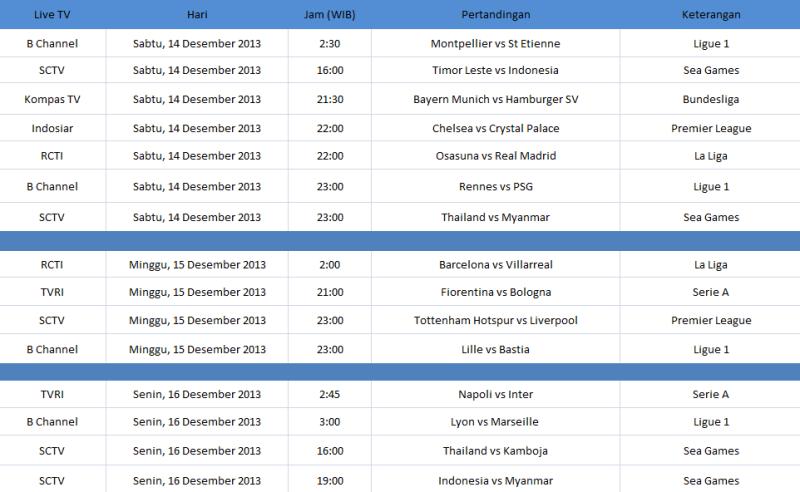 Live TV Hari Jam (WIB) Pertandingan Keterangan
B Channel Sabtu, 14 Desember 2013 2:30 Montpellier vs St Etienne Ligue 1
SCTV Sabtu, 14 Desember 2013 16:00 Timor Leste vs Indonesia Sea Games
Kompas TV Sabtu, 14 Desember 2013 21:30 Bayern Munich vs Hamburger SV Bundesliga
Indosiar Sabtu, 14 Desember 2013 22:00 Chelsea vs Crystal Palace Premier League
RCTI Sabtu, 14 Desember 2013 22:00 Osasuna vs Real Madrid La Liga
B Channel Sabtu, 14 Desember 2013 23:00 Rennes vs PSG Ligue 1
SCTV Sabtu, 14 Desember 2013 23:00 Thailand vs Myanmar Sea Games
RCTI Minggu, 15 Desember 2013 2:00 Barcelona vs Villarreal La Liga
TVRI Minggu, 15 Desember 2013 21:00 Fiorentina vs Bologna Serie A
SCTV Minggu, 15 Desember 2013 23:00 Tottenham Hotspur vs Liverpool Premier League
B Channel Minggu, 15 Desember 2013 23:00 Lille vs Bastia Ligue 1
TVRI Senin, 16 Desember 2013 2:45 Napoli vs Inter Serie A
B Channel Senin, 16 Desember 2013 3:00 Lyon vs Marseille Ligue 1
SCTV Senin, 16 Desember 2013 16:00 Thailand vs Kamboja Sea Games
SCTV Senin, 16 Desember 2013 19:00 Indonesia vs Myanmar Sea Games